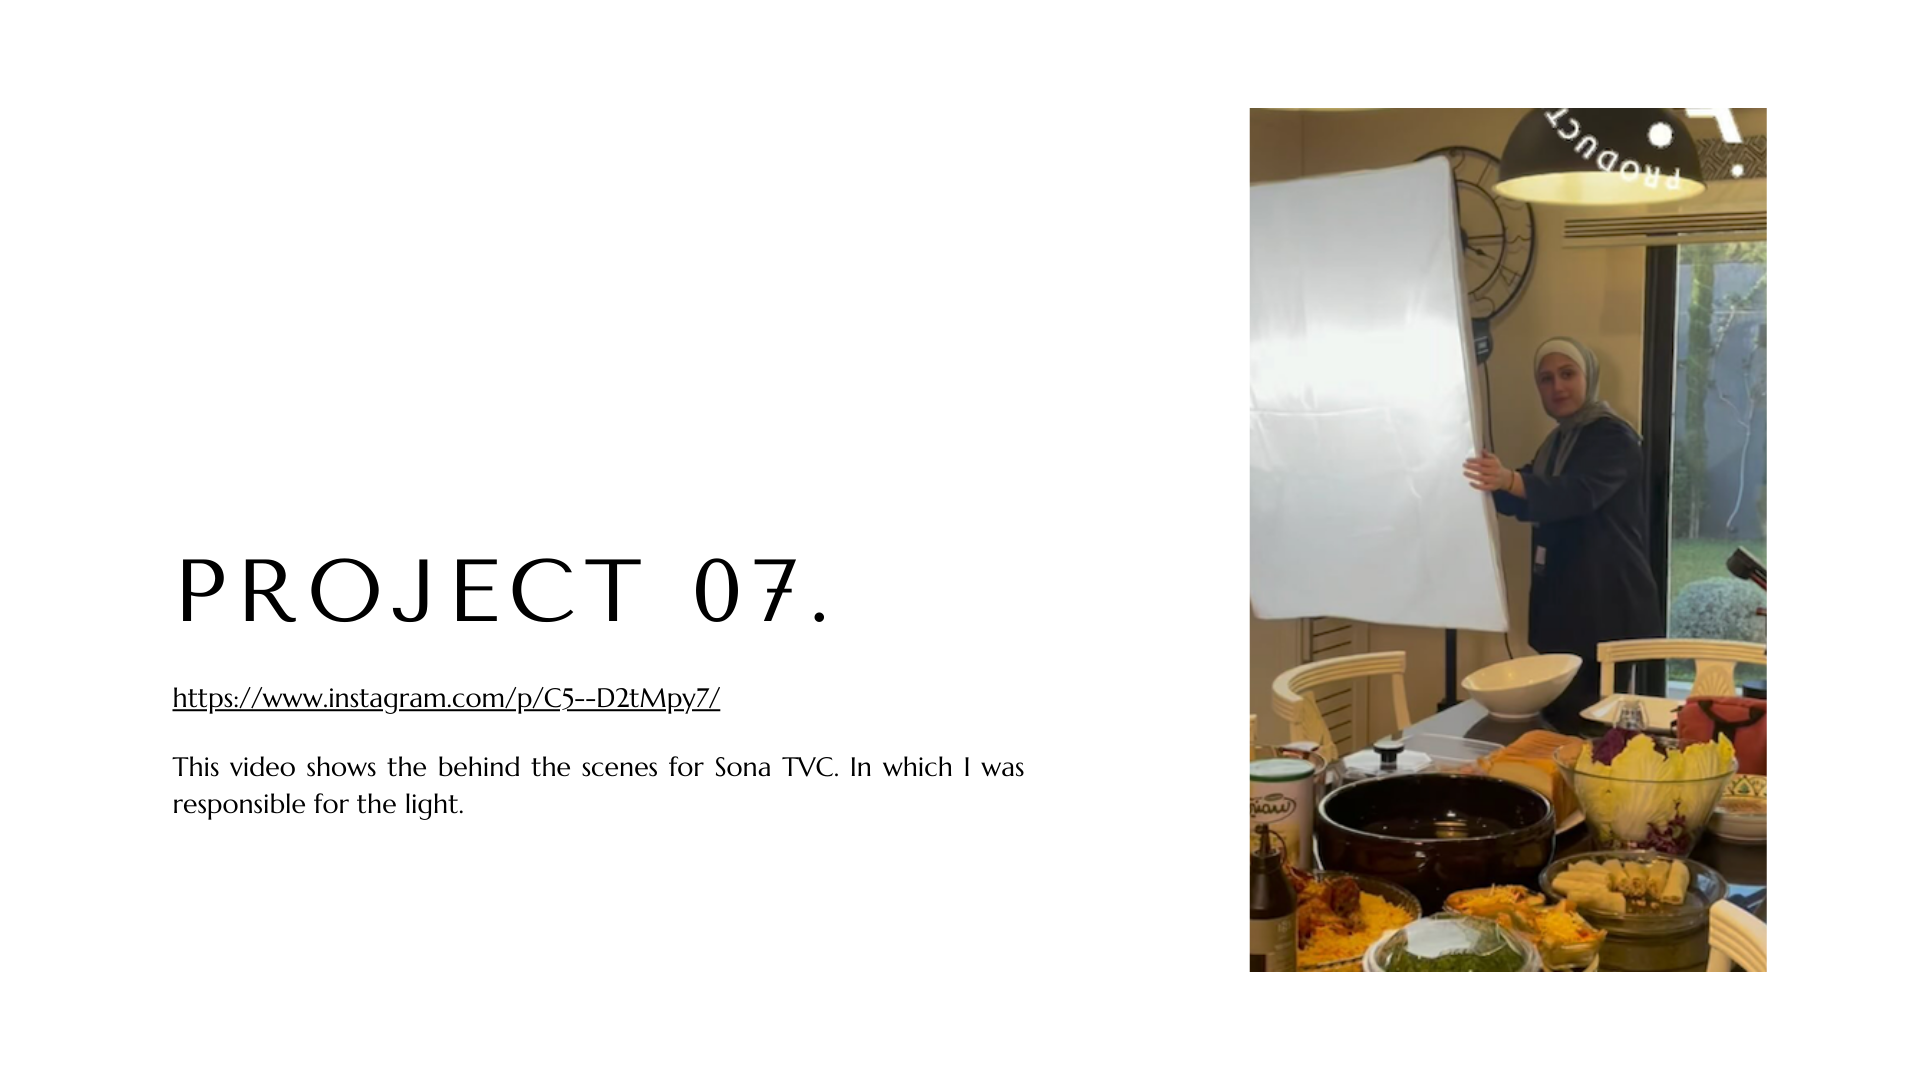 PROJECT 07.
https://www.instagram.com/p/C5--D2tMpy7/
This video shows the behind the scenes for Sona TVC. In which I was
responsible for the light.
PRODUCT